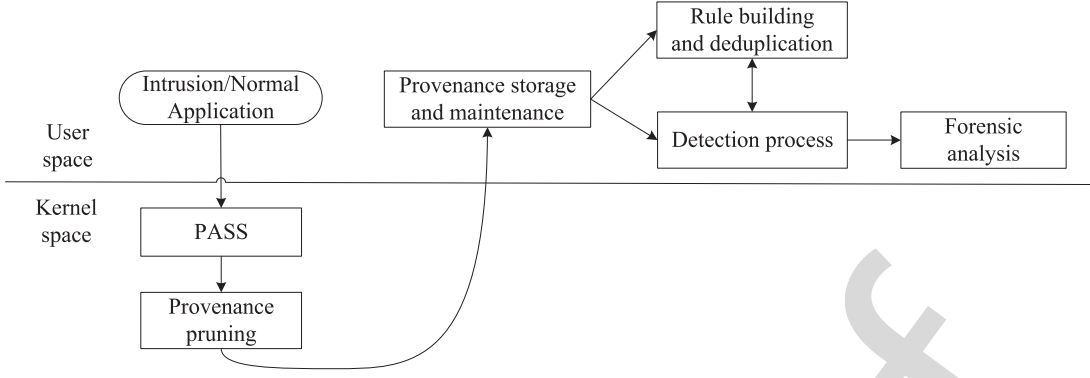 Rule building
and deduplication
Intrusion/Normal
Application
Provenance storage
and maintenance
User
space
Detection process
Forensic
analysis
Kernel
space
PASS
Provenance
pruning